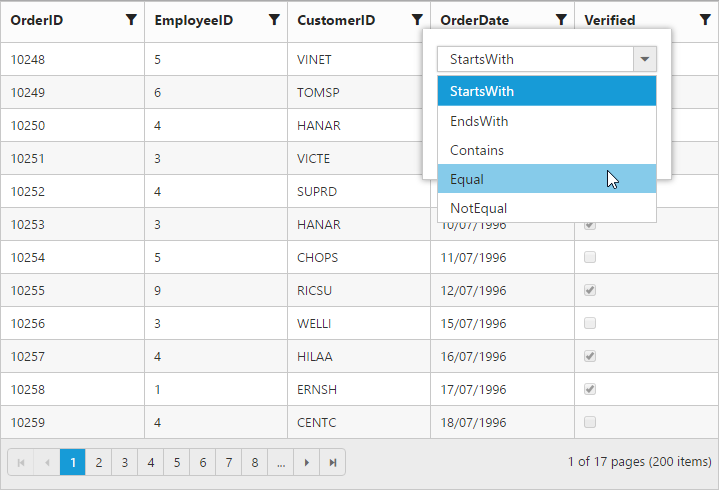 OrderID EmployeeID CustomerID OrderDate Verified
10248 5 VINET
StartsWith
10249 6 TOMSP
StartsWith
10250 4 HANAR
EndsWith
10251 3 VICTE
Contains
10252 4 SUPRD
Equal
NotEqual
10253 3 HANAR 10/07/1996
10254 5 CHOPS 11/07/1996
10255 9 RICSU 12/07/1996
10256 3 WELLI 15/07/1996
10257 4 HILAA 16/07/1996
10258 1 ERNSH 17/07/1996
10259 4 CENTC 18/07/1996
1 2 3 4 5 6 7 8 ... 1 of 17 pages (200 items)